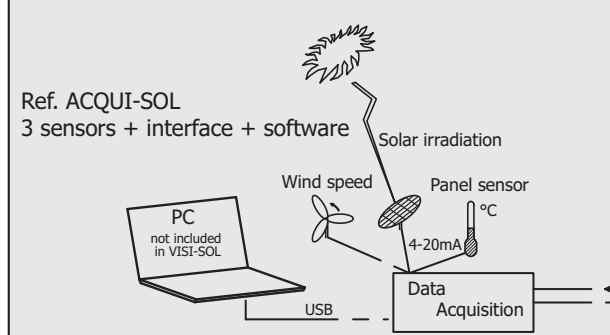 Ref. ACQUI-SOL
3 sensors + interface + software
Solar irradiation
Wind speed
Panel sensor
°C
PC
not included
in VISI-SOL
4-20mA
Data
Acquisition
USB